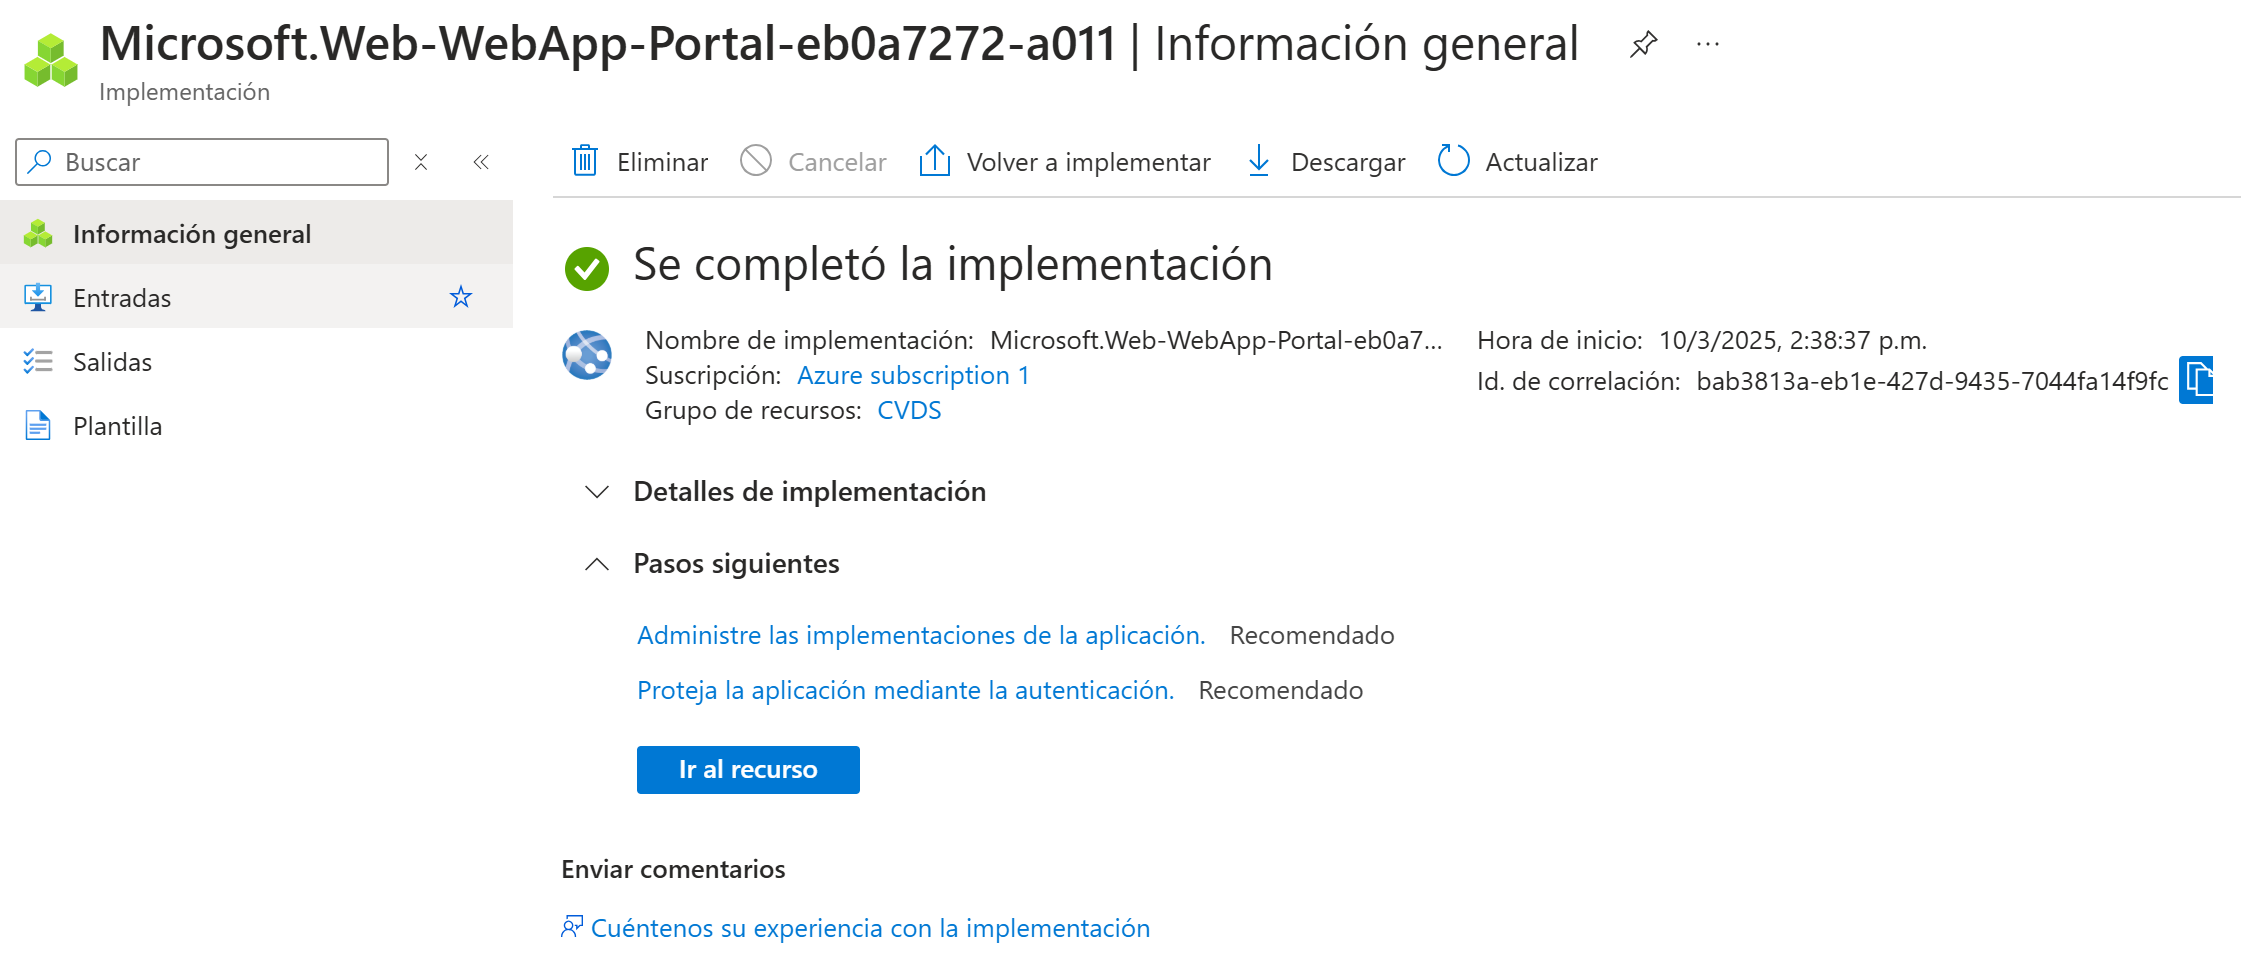 Microsoft.Web-WebApp-Portal-eb0a7272-a011 | Información general
Implementación
Buscar
Información general
Entradas
Salidas
Plantilla
Eliminar
Cancelar
Volver a implementar
Descargar
Actualizar
Se completó la implementación
Nombre de implementación: Microsoft.Web-WebApp-Portal-eb0a7...
Suscripción: Azure subscription 1
Grupo de recursos: CVDS
Hora de inicio: 10/3/2025, 2:38:37 p.m.
Id. de correlación: bab3813a-eb1e-427d-9435-7044fa14f9fc
Detalles de implementación
Pasos siguientes
Administre las implementaciones de la aplicación. Recomendado
Proteja la aplicación mediante la autenticación. Recomendado
Ir al recurso
Enviar comentarios
Cuéntenos su experiencia con la implementación